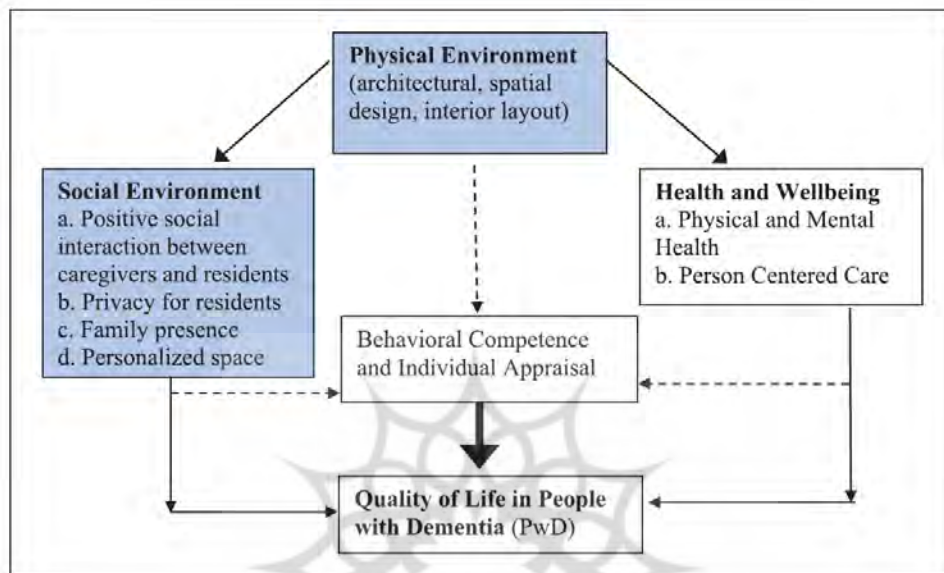 Physical Environment
(architectural, spatial
design, interior layout)
Social Environment
a. Positive social
interaction between
caregivers and residents
b. Privacy for residents
c. Family presence
d. Personalized space
Health and Wellbeing
a. Physical and Mental
Health
b. Person Centered Care
Behavioral Competence
and Individual Appraisal
Quality of Life in People
with Dementia (PwD)